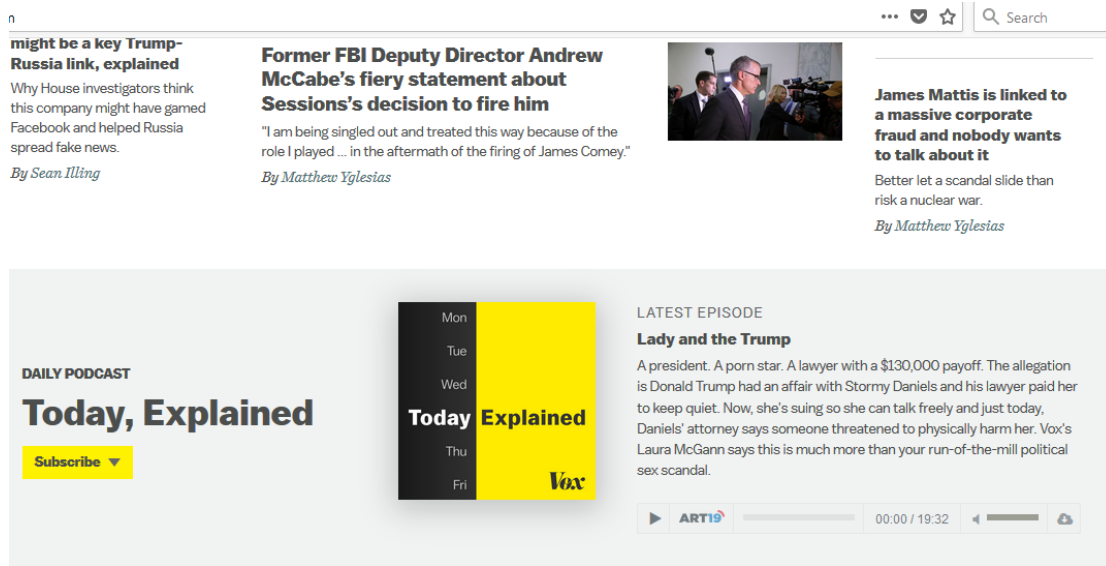 n
Search
might be a key Trump-
Russia link, explained
Why House investigators think
this company might have gamed
Facebook and helped Russia
spread fake news.
By Sean Illing
Former FBI Deputy Director Andrew
McCabe’s fiery statement about
Sessions’s decision to fire him
"I am being singled out and treated this way because of the
role I played ... in the aftermath of the firing of James Comey."
By Matthew Yglesias
James Mattis is linked to
a massive corporate
fraud and nobody wants
to talk about it
Better let a scandal slide than
risk a nuclear war.
By Matthew Yglesias
DAILY PODCAST
Today, Explained
Subscribe
Mon
Tue
Wed
Today Explained
Thu
Fri
Vox
LATEST EPISODE
Lady and the Trump
A president. A porn star. A lawyer with a $130,000 payoff. The allegation
is Donald Trump had an affair with Stormy Daniels and his lawyer paid her
to keep quiet. Now, she's suing so she can talk freely and just today,
Daniels' attorney says someone threatened to physically harm her. Vox's
Laura McGann says this is much more than your run-of-the-mill political
sex scandal.
ART19
00:00 / 19:32